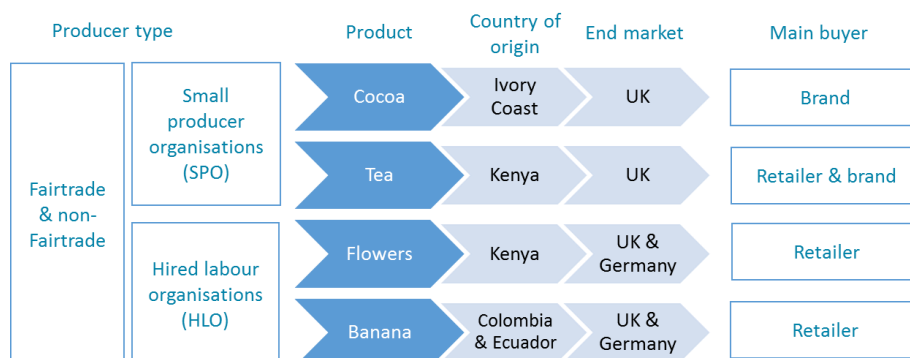 Producer type
Product
Country of
origin
End market
Main buyer
Fairtrade
& non-
Fairtrade
Small
producer
organisations
(SPO)
Cocoa
Ivory
Coast
UK
Brand
Tea
Kenya
UK
Retailer & brand
Hired labour
organisations
(HLO)
Flowers
Kenya
UK &
Germany
Retailer
Banana
Colombia
& Ecuador
UK &
Germany
Retailer